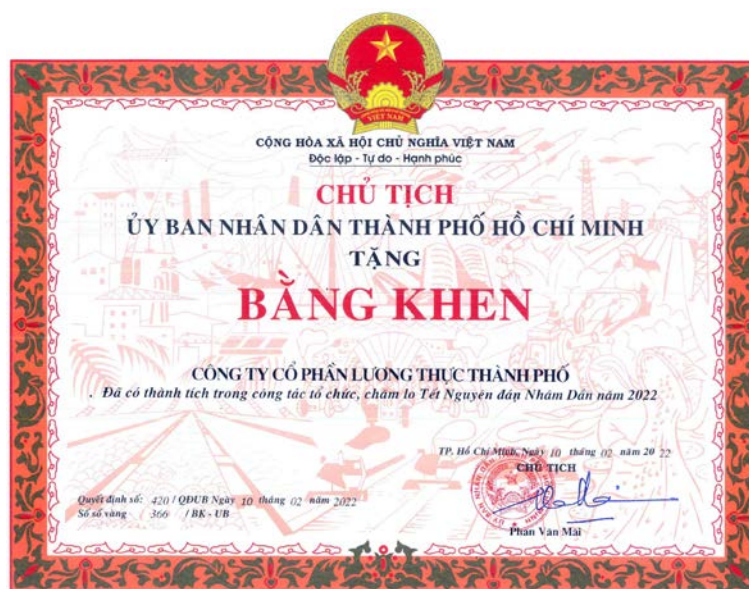 VIỆT NAM
CỘNG HÒA XÃ HỘI CHỦ NGHĨA VIỆT NAM
Độc lập - Tự do - Hạnh phúc
CHỦ TỊCH
ỦY BAN NHÂN DÂN THÀNH PHỐ HỒ CHÍ MINH
TẶNG
BẰNG KHEN
CÔNG TY CỔ PHẦN LƯƠNG THỰC THÀNH PHỐ
. Đã có thành tích trong công tác tổ chức, chăm lo Tết Nguyên đán Nhâm Dần năm 2022
TP. Hồ Chí Minh, Ngày 10 tháng 02 năm 20 22
CHỦ TỊCH
Quyết định số: 420 / QĐUB Ngày 10 tháng 02 năm 2022
Số sổ vàng 366 / BK - UB
Phan Văn Mãi